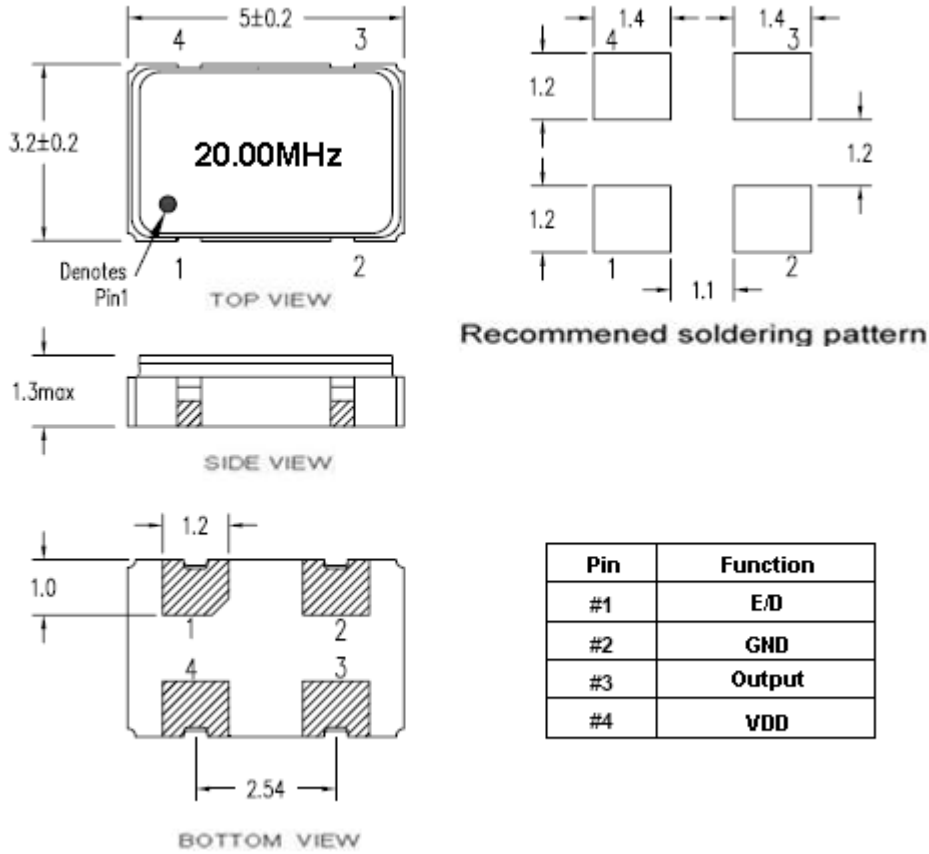 5±0.2
4 3
3.2±0.2
20.00MHz
Denotes
Pin1
1 2
TOP VIEW
1.4 1.4
4 3
1.2
1.2
1.2
1 2
1.1
Recommened soldering pattern
1.3max
SIDE VIEW
1.2
1.0
1 2
4 3
2.54
BOTTOM VIEW
Pin Function
#1 E/D
#2 GND
#3 Output
#4 VDD